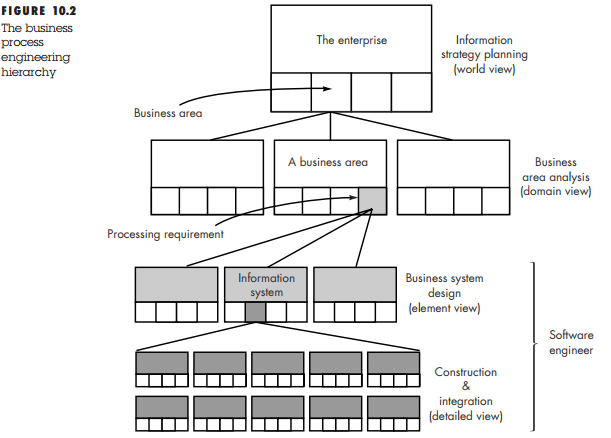 FIGURE 10.2
The business
process
engineering
hierarchy
The enterprise
Information
strategy planning
(world view)
Business area
A business area
Business
area analysis
(domain view)
Processing requirement
Information
system
Business system
design
(element view)
Software
engineer
Construction
&
integration
(detailed view)